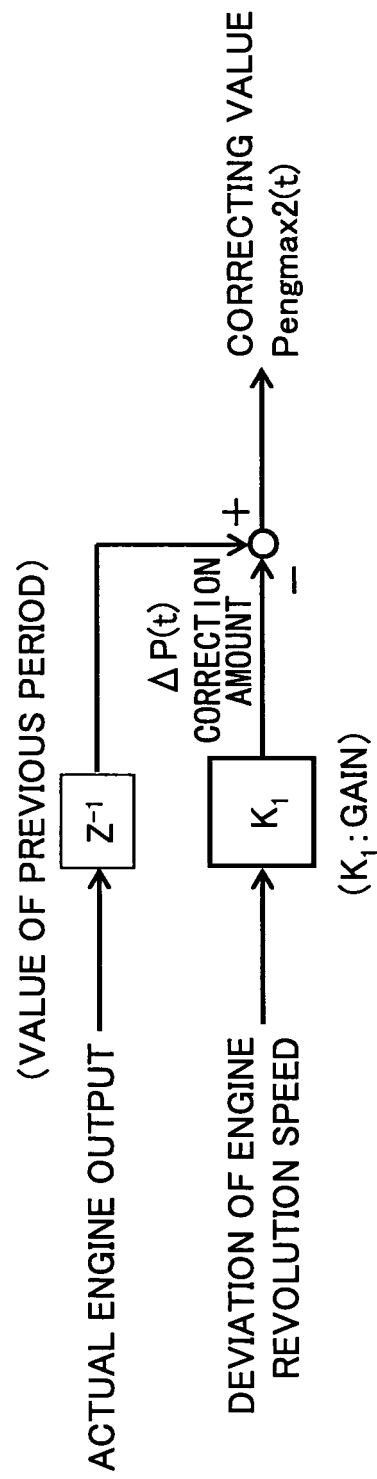 (VALUE OF PREVIOUS PERIOD)
ACTUAL ENGINE OUTPUT
Z⁻¹
ΔP(t)
CORRECTION
AMOUNT
+
−
CORRECTING VALUE
Pengmax2(t)
DEVIATION OF ENGINE
REVOLUTION SPEED
K₁
(K₁:GAIN)